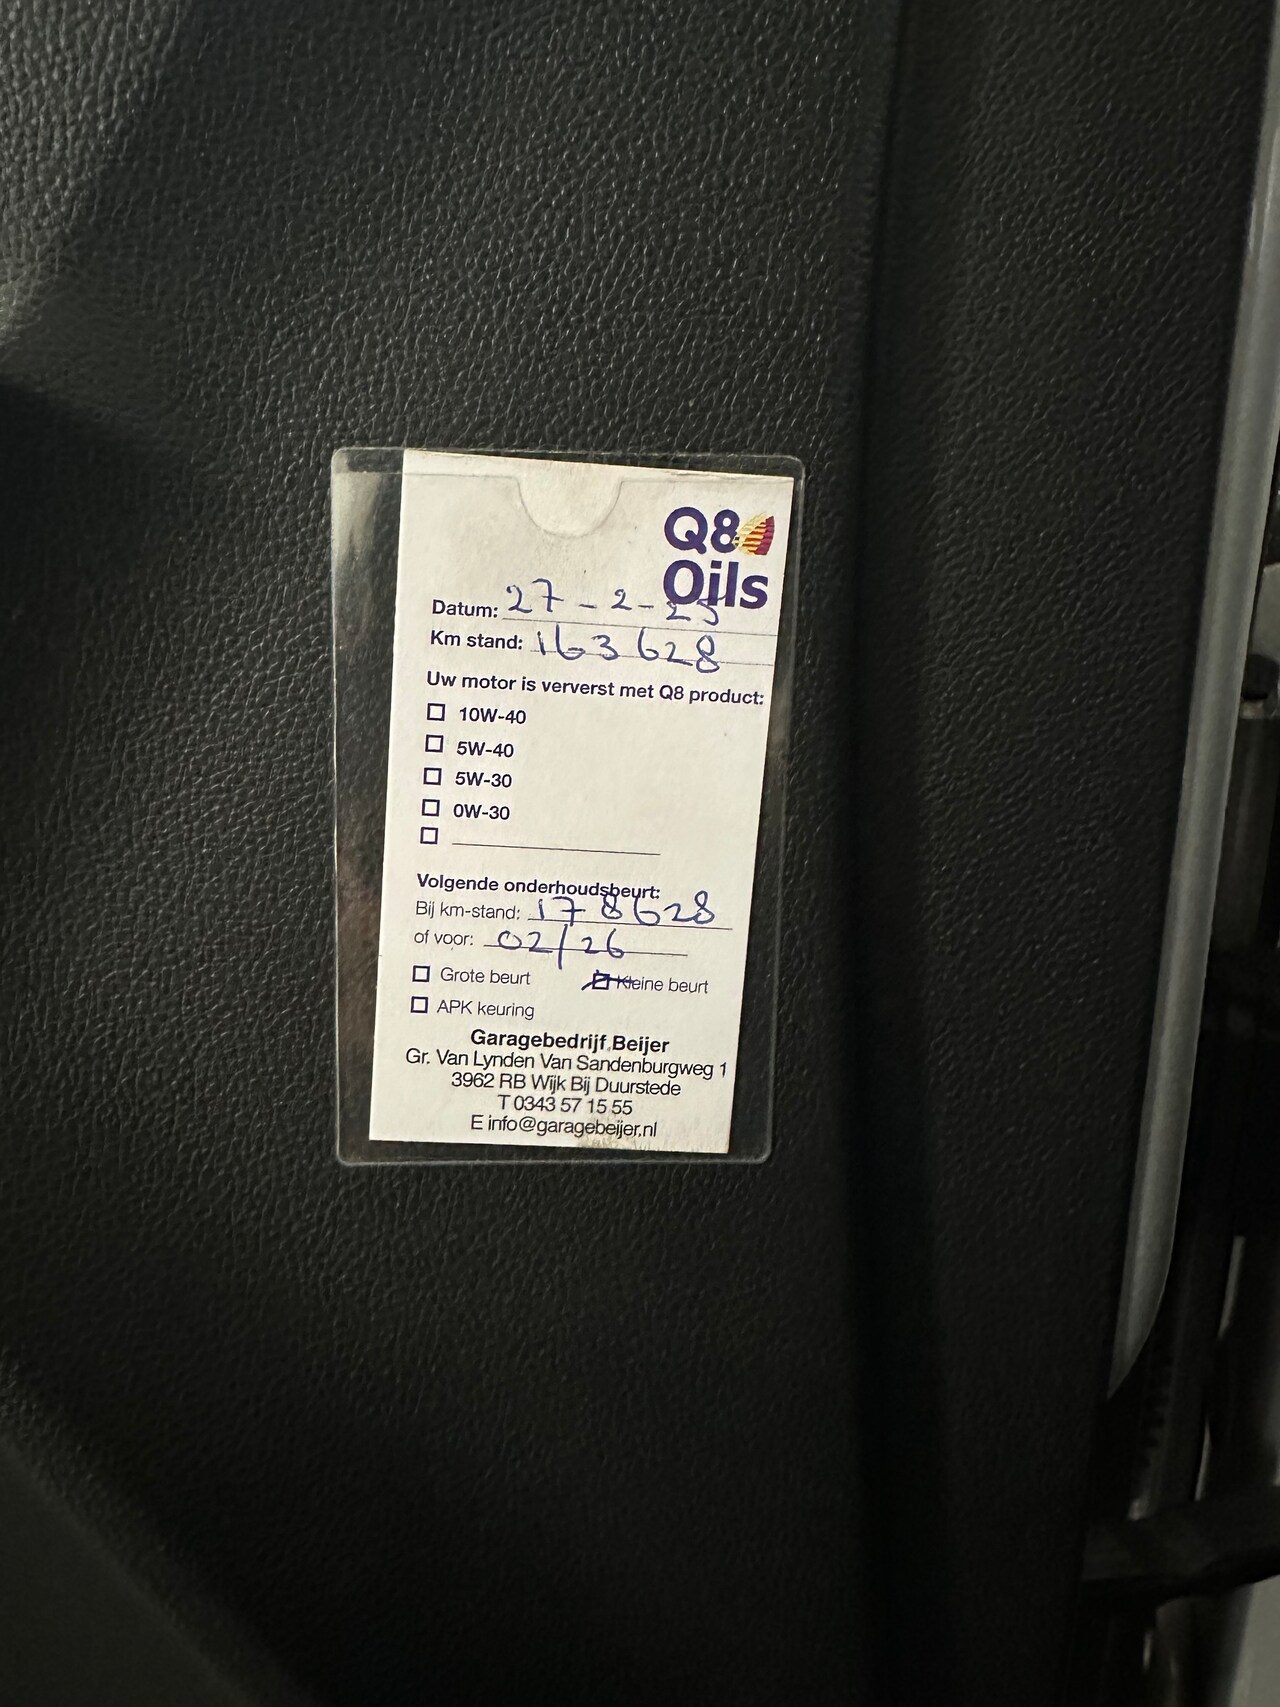 Q8
Oils
Datum: 27-2-25
Km stand: 163628
Uw motor is ververst met Q8 product:
10W-40
5W-40
5W-30
0W-30
Volgende onderhoudsbeurt:
Bij km-stand: 178628
of voor: 02/26
Grote beurt Kleine beurt
APK keuring
Garagebedrijf Beijer
Gr. Van Lynden Van Sandenburgweg 1
3962 RB Wijk Bij Duurstede
T 0343 57 15 55
E info@garagebeijer.nl